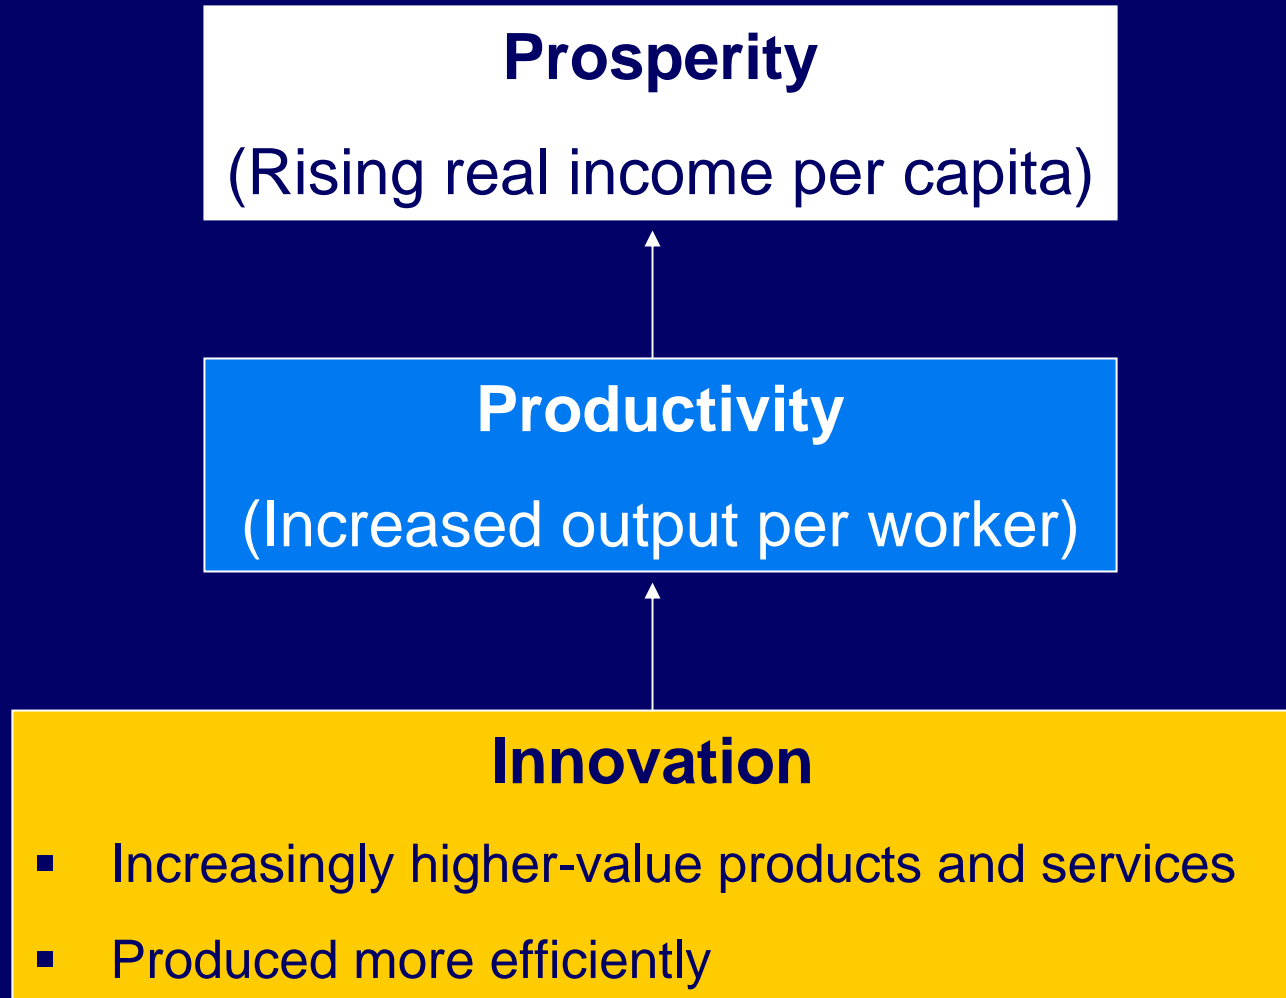 Prosperity
(Rising real income per capita)
Productivity
(Increased output per worker)
Innovation
▪ Increasingly higher-value products and services
▪ Produced more efficiently